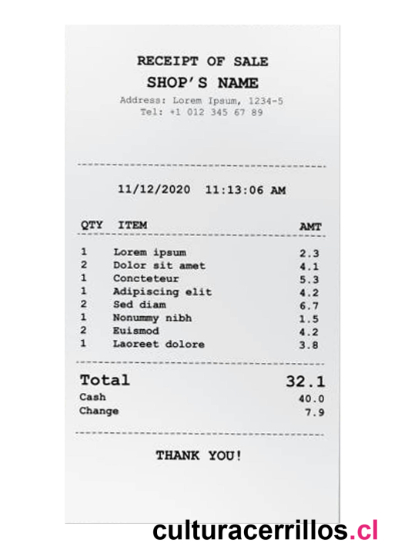 RECEIPT OF SALE
SHOP'S NAME
Address: Lorem Ipsum, 1234-5
Tel: +1 012 345 67 89
11/12/2020 11:13:06 AM
QTY ITEM AMT
1 Lorem ipsum 2.3
2 Dolor sit amet 4.1
1 Concteteur 5.3
1 Adipiscing elit 4.2
2 Sed diam 6.7
1 Nonummy nibh 1.5
2 Euismod 4.2
1 Laoreet dolore 3.8
Total 32.1
Cash 40.0
Change 7.9
THANK YOU!
culturacerrillos.cl